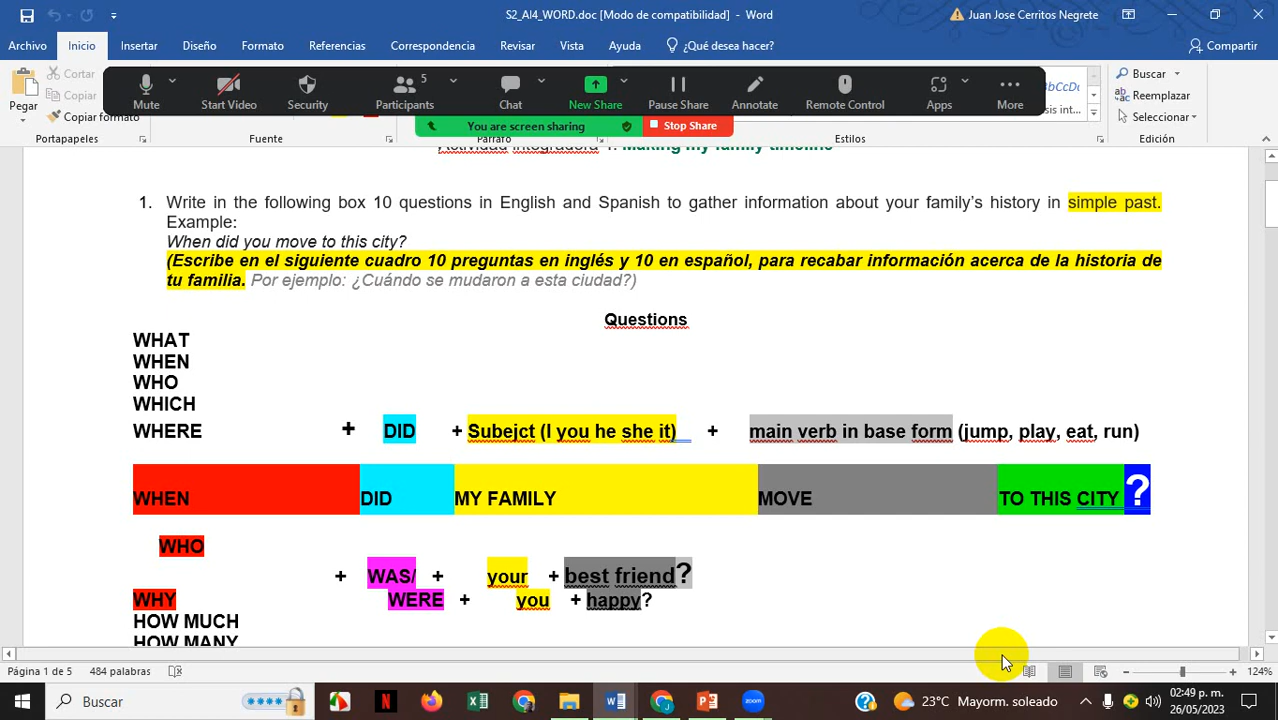 S2_AI4_WORD.doc [Modo de compatibilidad] - Word
Juan Jose Cerritos Negrete
Archivo Inicio Insertar Diseño Formato Referencias Correspondencia Revisar Vista Ayuda ¿Qué desea hacer? Compartir
Pegar
Cortar
Copiar
Copiar formato
Mute Start Video Security Participants 5 Chat New Share Pause Share Annotate Remote Control Apps More
You are screen sharing Stop Share
Buscar
Reemplazar
Seleccionar
Portapapeles Fuente Párrafo Estilos Edición
1. Write in the following box 10 questions in English and Spanish to gather information about your family's history in simple past.
Example:
When did you move to this city?
(Escribe en el siguiente cuadro 10 preguntas en inglés y 10 en español, para recabar información acerca de la historia de
tu familia. Por ejemplo: ¿Cuándo se mudaron a esta ciudad?)
Questions
WHAT
WHEN
WHO
WHICH
WHERE + DID + Subejct (I you he she it) + main verb in base form (jump, play, eat, run)
WHEN DID MY FAMILY MOVE TO THIS CITY ?
WHO
+ WAS/ + your + best friend?
WHY WERE + you + happy?
HOW MUCH
HOW MANY
Página 1 de 5 484 palabras 124%
Buscar 23°C Mayorm. soleado 02:49 p. m.
26/05/2023